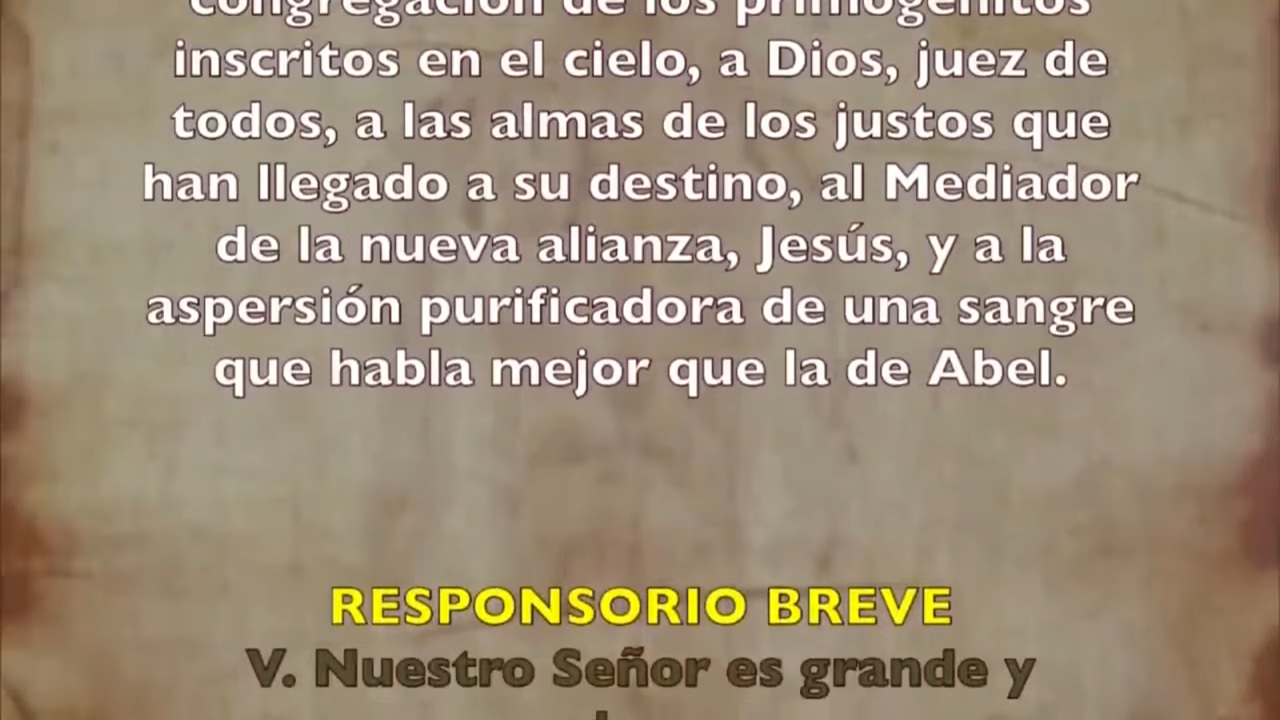 congregación de los primogénitos
inscritos en el cielo, a Dios, juez de
todos, a las almas de los justos que
han llegado a su destino, al Mediador
de la nueva alianza, Jesús, y a la
aspersión purificadora de una sangre
que habla mejor que la de Abel.
RESPONSORIO BREVE
V. Nuestro Señor es grande y